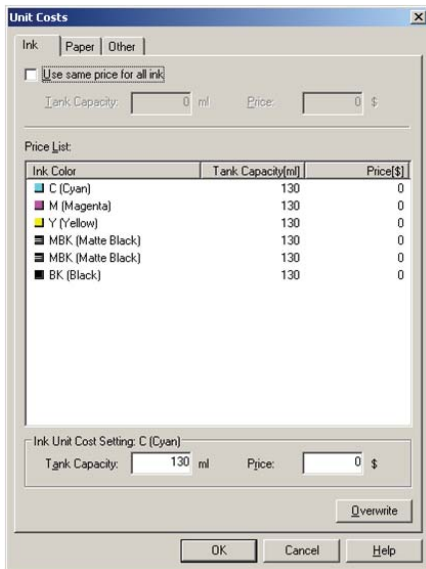 Unit Costs
Ink Paper Other
Use same price for all ink
Tank Capacity: 0 ml Price: 0 $
Price List:
Ink Color Tank Capacity[ml] Price[$]
C (Cyan) 130 0
M (Magenta) 130 0
Y (Yellow) 130 0
MBK (Matte Black) 130 0
MBK (Matte Black) 130 0
BK (Black) 130 0
Ink Unit Cost Setting: C (Cyan)
Tank Capacity: 130 ml Price: 0 $
Overwrite
OK Cancel Help